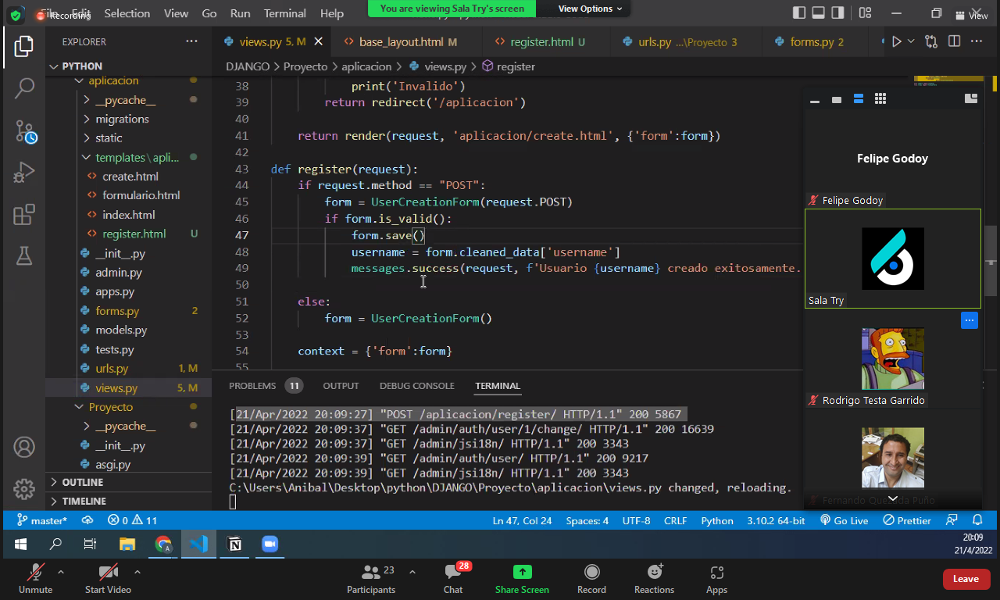 Recording
File Edit Selection View Go Run Terminal Help
You are viewing Sala Try's screen
View Options
View
EXPLORER
views.py 5, M
base_layout.html M
register.html U
urls.py ...\Proyecto 3
forms.py 2
PYTHON
DJANGO > Proyecto > aplicacion > views.py > register
aplicacion
__pycache__
migrations
static
templates\apli...
create.html
formulario.html
index.html
register.html U
__init__.py
admin.py
apps.py
forms.py 2
models.py
tests.py
urls.py 1, M
views.py 5, M
Proyecto
__pycache__
__init__.py
asgi.py
OUTLINE
TIMELINE
38 print('Invalido')
39 return redirect('/aplicacion')
40
41 return render(request, 'aplicacion/create.html', {'form':form})
42
43 def register(request):
44 if request.method == "POST":
45 form = UserCreationForm(request.POST)
46 if form.is_valid():
47 form.save()
48 username = form.cleaned_data['username']
49 messages.success(request, f'Usuario {username} creado exitosamente.
50
51 else:
52 form = UserCreationForm()
53
54 context = {'form':form}
55
PROBLEMS 11 OUTPUT DEBUG CONSOLE TERMINAL
[21/Apr/2022 20:09:27] "POST /aplicacion/register/ HTTP/1.1" 200 5867
[21/Apr/2022 20:09:37] "GET /admin/auth/user/1/change/ HTTP/1.1" 200 16639
[21/Apr/2022 20:09:37] "GET /admin/jsi18n/ HTTP/1.1" 200 3343
[21/Apr/2022 20:09:39] "GET /admin/auth/user/ HTTP/1.1" 200 9217
[21/Apr/2022 20:09:39] "GET /admin/jsi18n/ HTTP/1.1" 200 3343
C:\Users\Anibal\Desktop\python\DJANGO\Proyecto\aplicacion\views.py changed, reloading.
Felipe Godoy
Felipe Godoy
Sala Try
Rodrigo Testa Garrido
Fernando Quezada Puño
master* 0 11 Ln 47, Col 24 Spaces: 4 UTF-8 CRLF Python 3.10.2 64-bit Go Live Prettier
20:09
21/4/2022
Unmute
Start Video
Participants 23
Chat 28
Share Screen
Record
Reactions
Apps
Leave